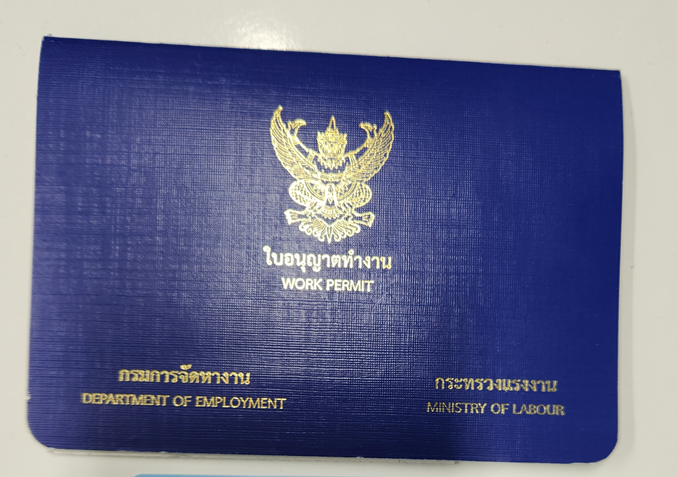 ใบอนุญาตทำงาน
WORK PERMIT
กรมการจัดหางาน
DEPARTMENT OF EMPLOYMENT
กระทรวงแรงงาน
MINISTRY OF LABOUR